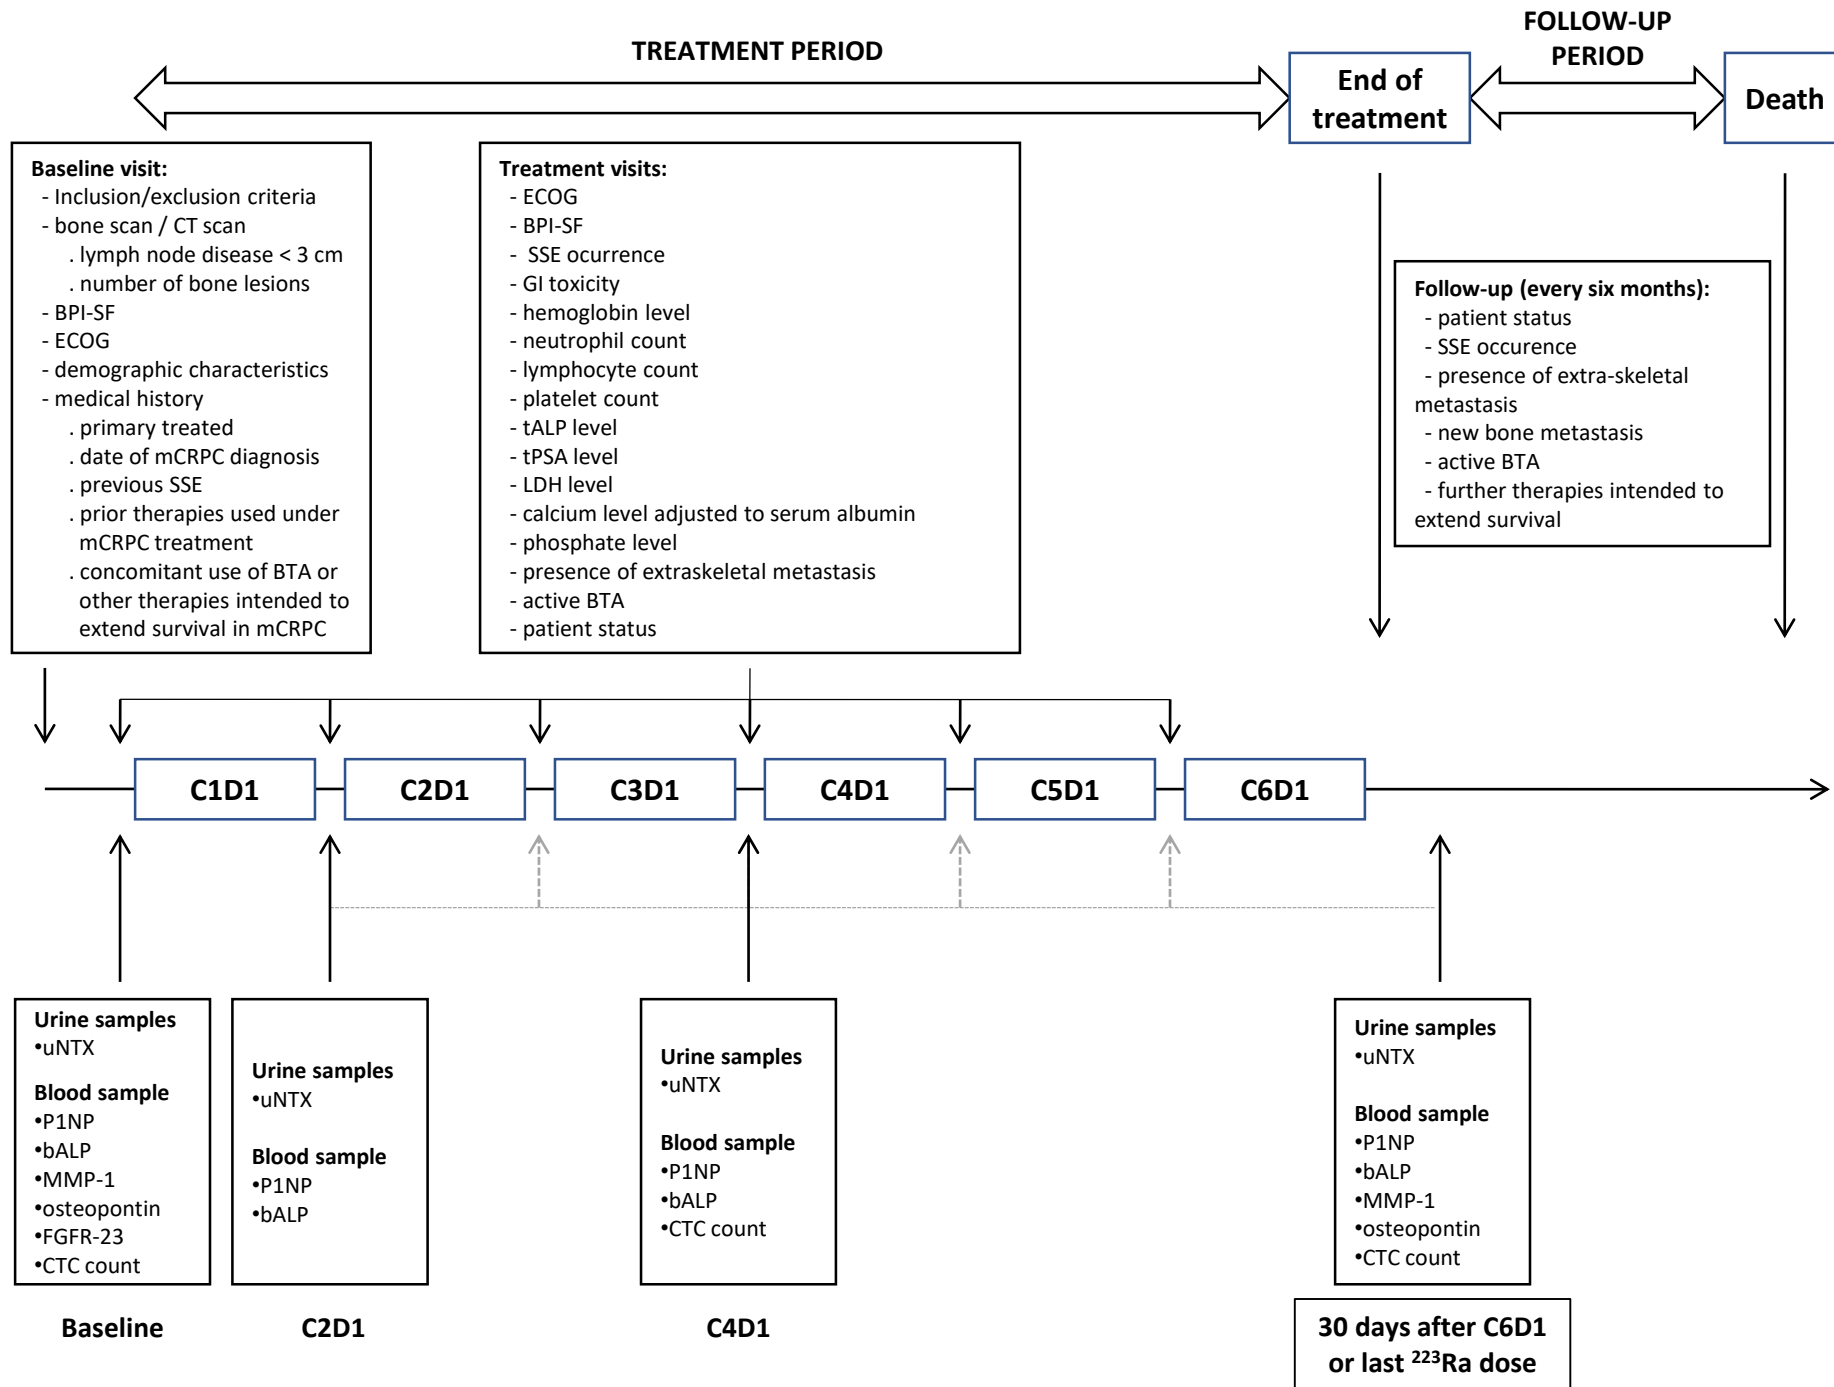 TREATMENT PERIOD
FOLLOW-UP
PERIOD
End of
treatment
Death
Baseline visit:
- Inclusion/exclusion criteria
- bone scan / CT scan
. lymph node disease < 3 cm
. number of bone lesions
- BPI-SF
- ECOG
- demographic characteristics
- medical history
. primary treated
. date of mCRPC diagnosis
. previous SSE
. prior therapies used under
mCRPC treatment
. concomitant use of BTA or
other therapies intended to
extend survival in mCRPC
Treatment visits:
- ECOG
- BPI-SF
- SSE ocurrence
- GI toxicity
- hemoglobin level
- neutrophil count
- lymphocyte count
- platelet count
- tALP level
- tPSA level
- LDH level
- calcium level adjusted to serum albumin
- phosphate level
- presence of extraskeletal metastasis
- active BTA
- patient status
Follow-up (every six months):
- patient status
- SSE occurence
- presence of extra-skeletal
metastasis
- new bone metastasis
- active BTA
- further therapies intended to
extend survival
C1D1
C2D1
C3D1
C4D1
C5D1
C6D1
Urine samples
•uNTX
Blood sample
•P1NP
•bALP
•MMP-1
•osteopontin
•FGFR-23
•CTC count
Baseline
Urine samples
•uNTX
Blood sample
•P1NP
•bALP
C2D1
Urine samples
•uNTX
Blood sample
•P1NP
•bALP
•CTC count
C4D1
Urine samples
•uNTX
Blood sample
•P1NP
•bALP
•MMP-1
•osteopontin
•CTC count
30 days after C6D1
or last ²²³Ra dose